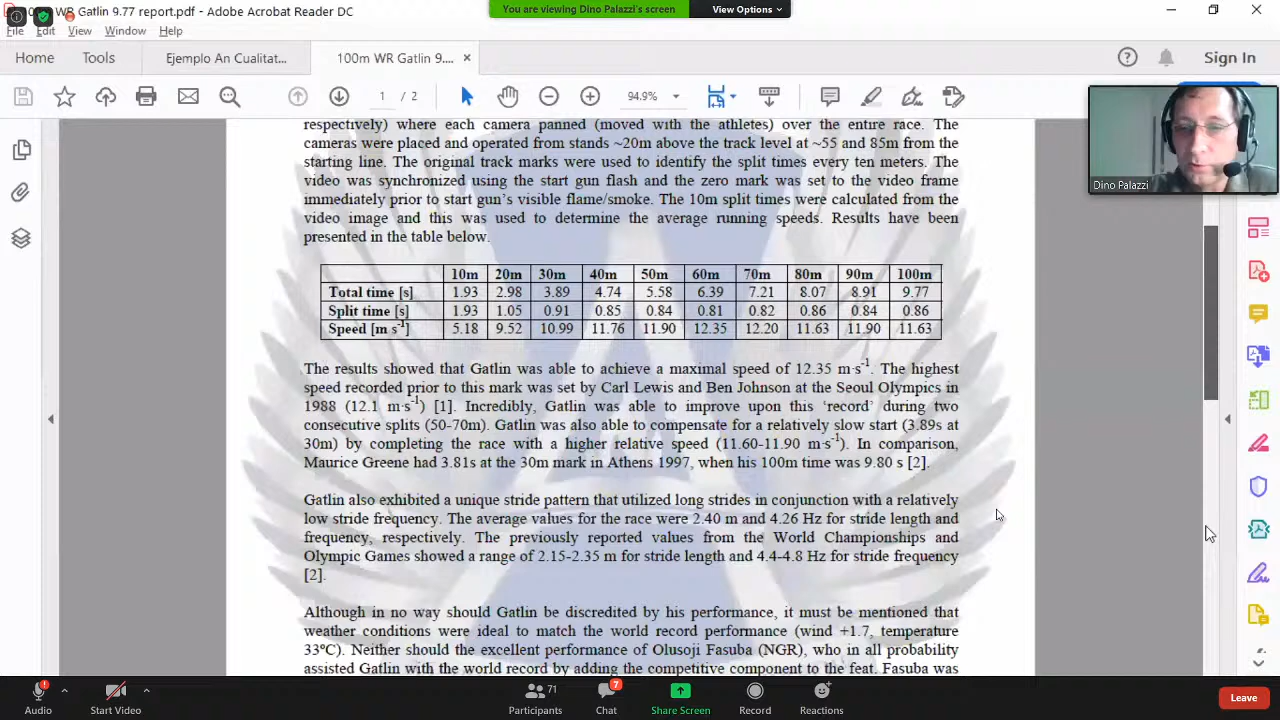 100m WR Gatlin 9.77 report.pdf - Adobe Acrobat Reader DC
You are viewing Dino Palazzi's screen
View Options
File Edit View Window Help
Home Tools Ejemplo An Cualitat... 100m WR Gatlin 9.... × Sign In
1 / 2 94.9%
Dino Palazzi
respectively) where each camera panned (moved with the athletes) over the entire race. The
cameras were placed and operated from stands ~20m above the track level at ~55 and 85m from the
starting line. The original track marks were used to identify the split times every ten meters. The
video was synchronized using the start gun flash and the zero mark was set to the video frame
immediately prior to start gun's visible flame/smoke. The 10m split times were calculated from the
video image and this was used to determine the average running speeds. Results have been
presented in the table below.
10m 20m 30m 40m 50m 60m 70m 80m 90m 100m
Total time [s] 1.93 2.98 3.89 4.74 5.58 6.39 7.21 8.07 8.91 9.77
Split time [s] 1.93 1.05 0.91 0.85 0.84 0.81 0.82 0.86 0.84 0.86
Speed [m s⁻¹] 5.18 9.52 10.99 11.76 11.90 12.35 12.20 11.63 11.90 11.63
The results showed that Gatlin was able to achieve a maximal speed of 12.35 m·s⁻¹. The highest
speed recorded prior to this mark was set by Carl Lewis and Ben Johnson at the Seoul Olympics in
1988 (12.1 m·s⁻¹) [1]. Incredibly, Gatlin was able to improve upon this 'record' during two
consecutive splits (50-70m). Gatlin was also able to compensate for a relatively slow start (3.89s at
30m) by completing the race with a higher relative speed (11.60-11.90 m·s⁻¹). In comparison,
Maurice Greene had 3.81s at the 30m mark in Athens 1997, when his 100m time was 9.80 s [2].
Gatlin also exhibited a unique stride pattern that utilized long strides in conjunction with a relatively
low stride frequency. The average values for the race were 2.40 m and 4.26 Hz for stride length and
frequency, respectively. The previously reported values from the World Championships and
Olympic Games showed a range of 2.15-2.35 m for stride length and 4.4-4.8 Hz for stride frequency
[2].
Although in no way should Gatlin be discredited by his performance, it must be mentioned that
weather conditions were ideal to match the world record performance (wind +1.7, temperature
33ºC). Neither should the excellent performance of Olusoji Fasuba (NGR), who in all probability
assisted Gatlin with the world record by adding the competitive component to the feat. Fasuba was
Audio Start Video Participants 71 Chat 7 Share Screen Record Reactions Leave